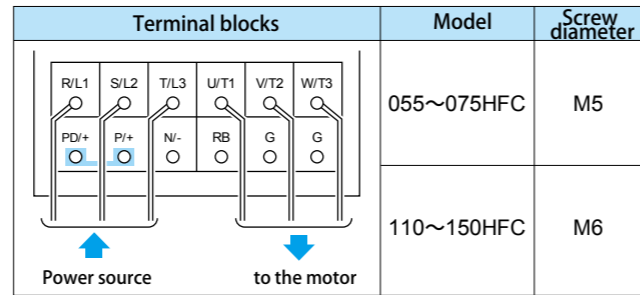 Terminal blocks Model Screw diameter
R/L1 S/L2 T/L3 U/T1 V/T2 W/T3
PD/+ P/+ N/- RB G G
055～075HFC M5
110～150HFC M6
Power source to the motor